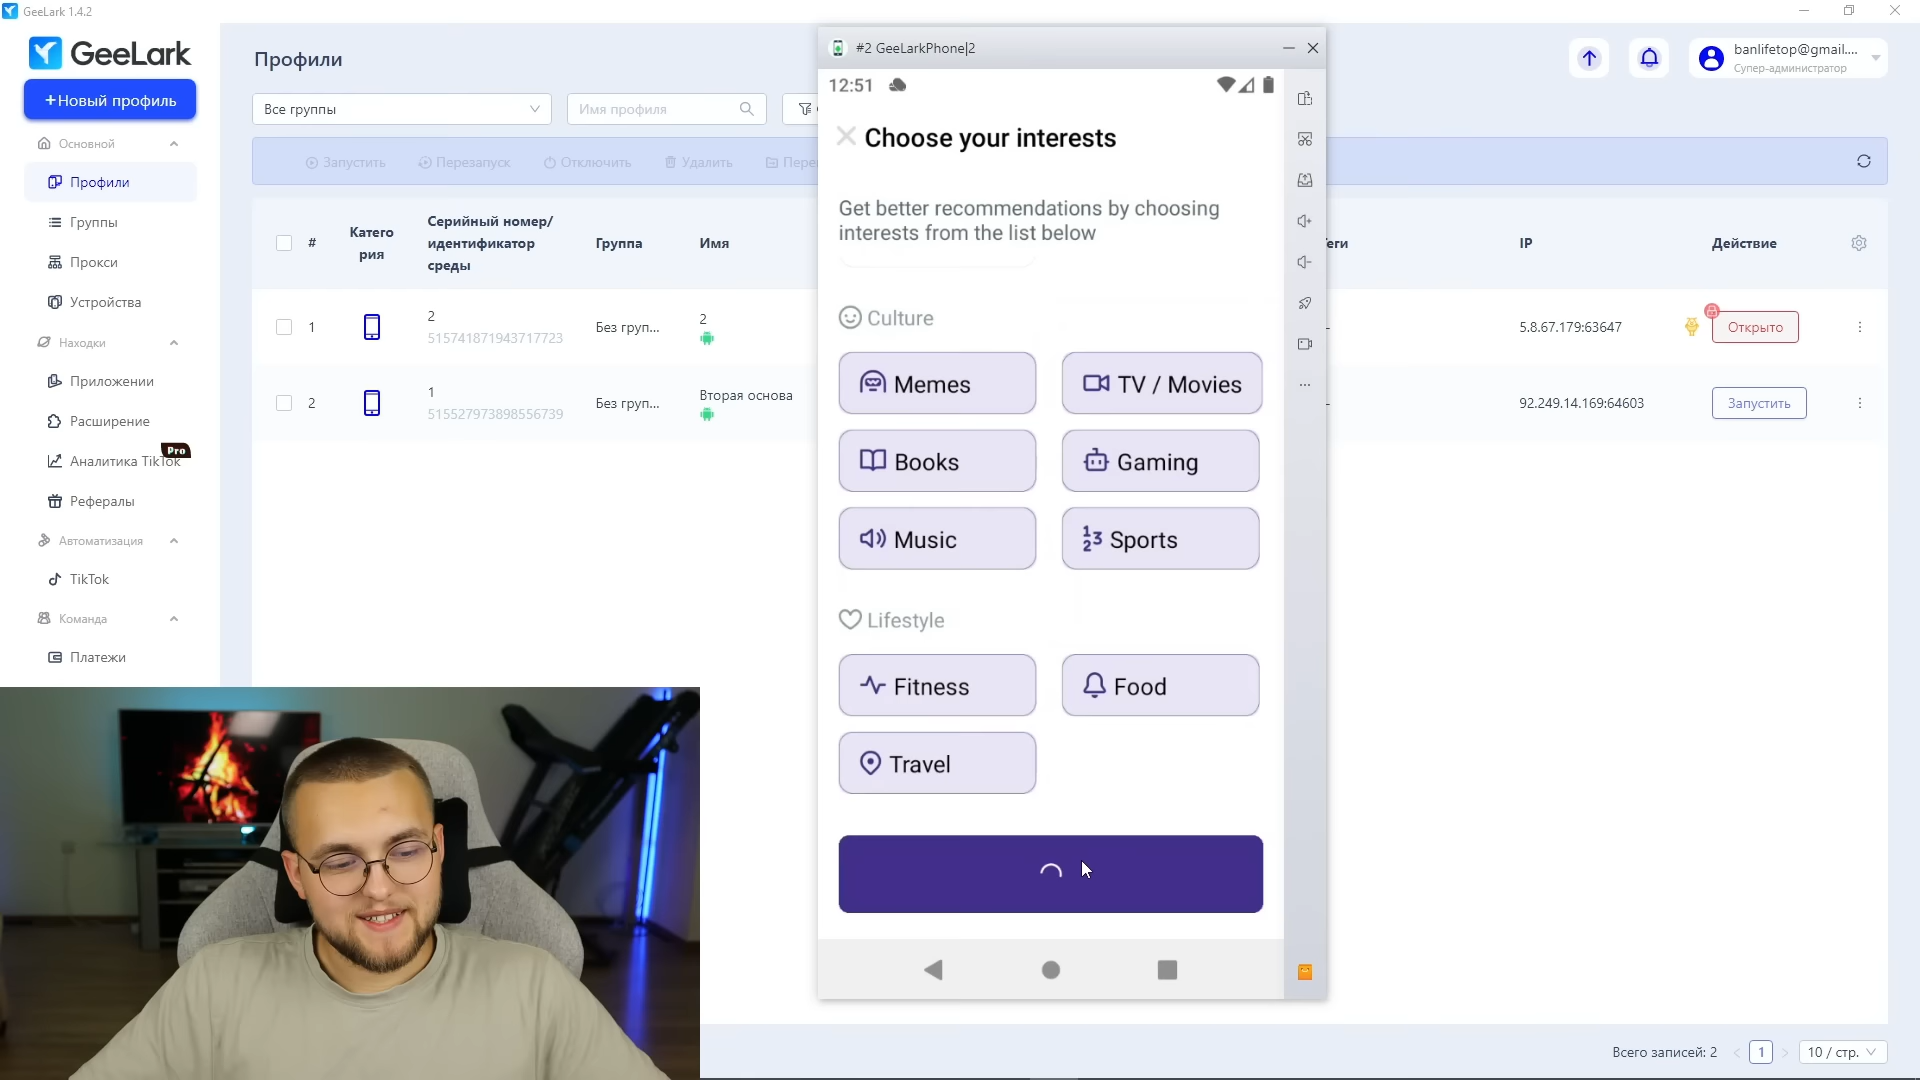 GeeLark 1.4.2
GeeLark
+Новый профиль
Основной
Профили
Группы
Прокси
Устройства
Находки
Приложении
Расширение
Pro
Аналитика TikTok
Рефералы
Автоматизация
TikTok
Команда
Платежи
Профили
banlifetop@gmail....
Супер-администратор
Все группы
Имя профиля
Запустить
Перезапуск
Отключить
Удалить
#
Катего
рия
Серийный номер/
идентификатор
среды
Группа
Имя
IP
Действие
1
2
515741871943717723
Без груп...
2
-
5.8.67.179:63647
Открыто
2
1
515527973898556739
Без груп...
Вторая основа
-
92.249.14.169:64603
Запустить
#2 GeeLarkPhone|2
12:51
Choose your interests
Get better recommendations by choosing
interests from the list below
Culture
Memes
TV / Movies
Books
Gaming
Music
Sports
Lifestyle
Fitness
Food
Travel
Всего записей: 2
1
10 / стр.